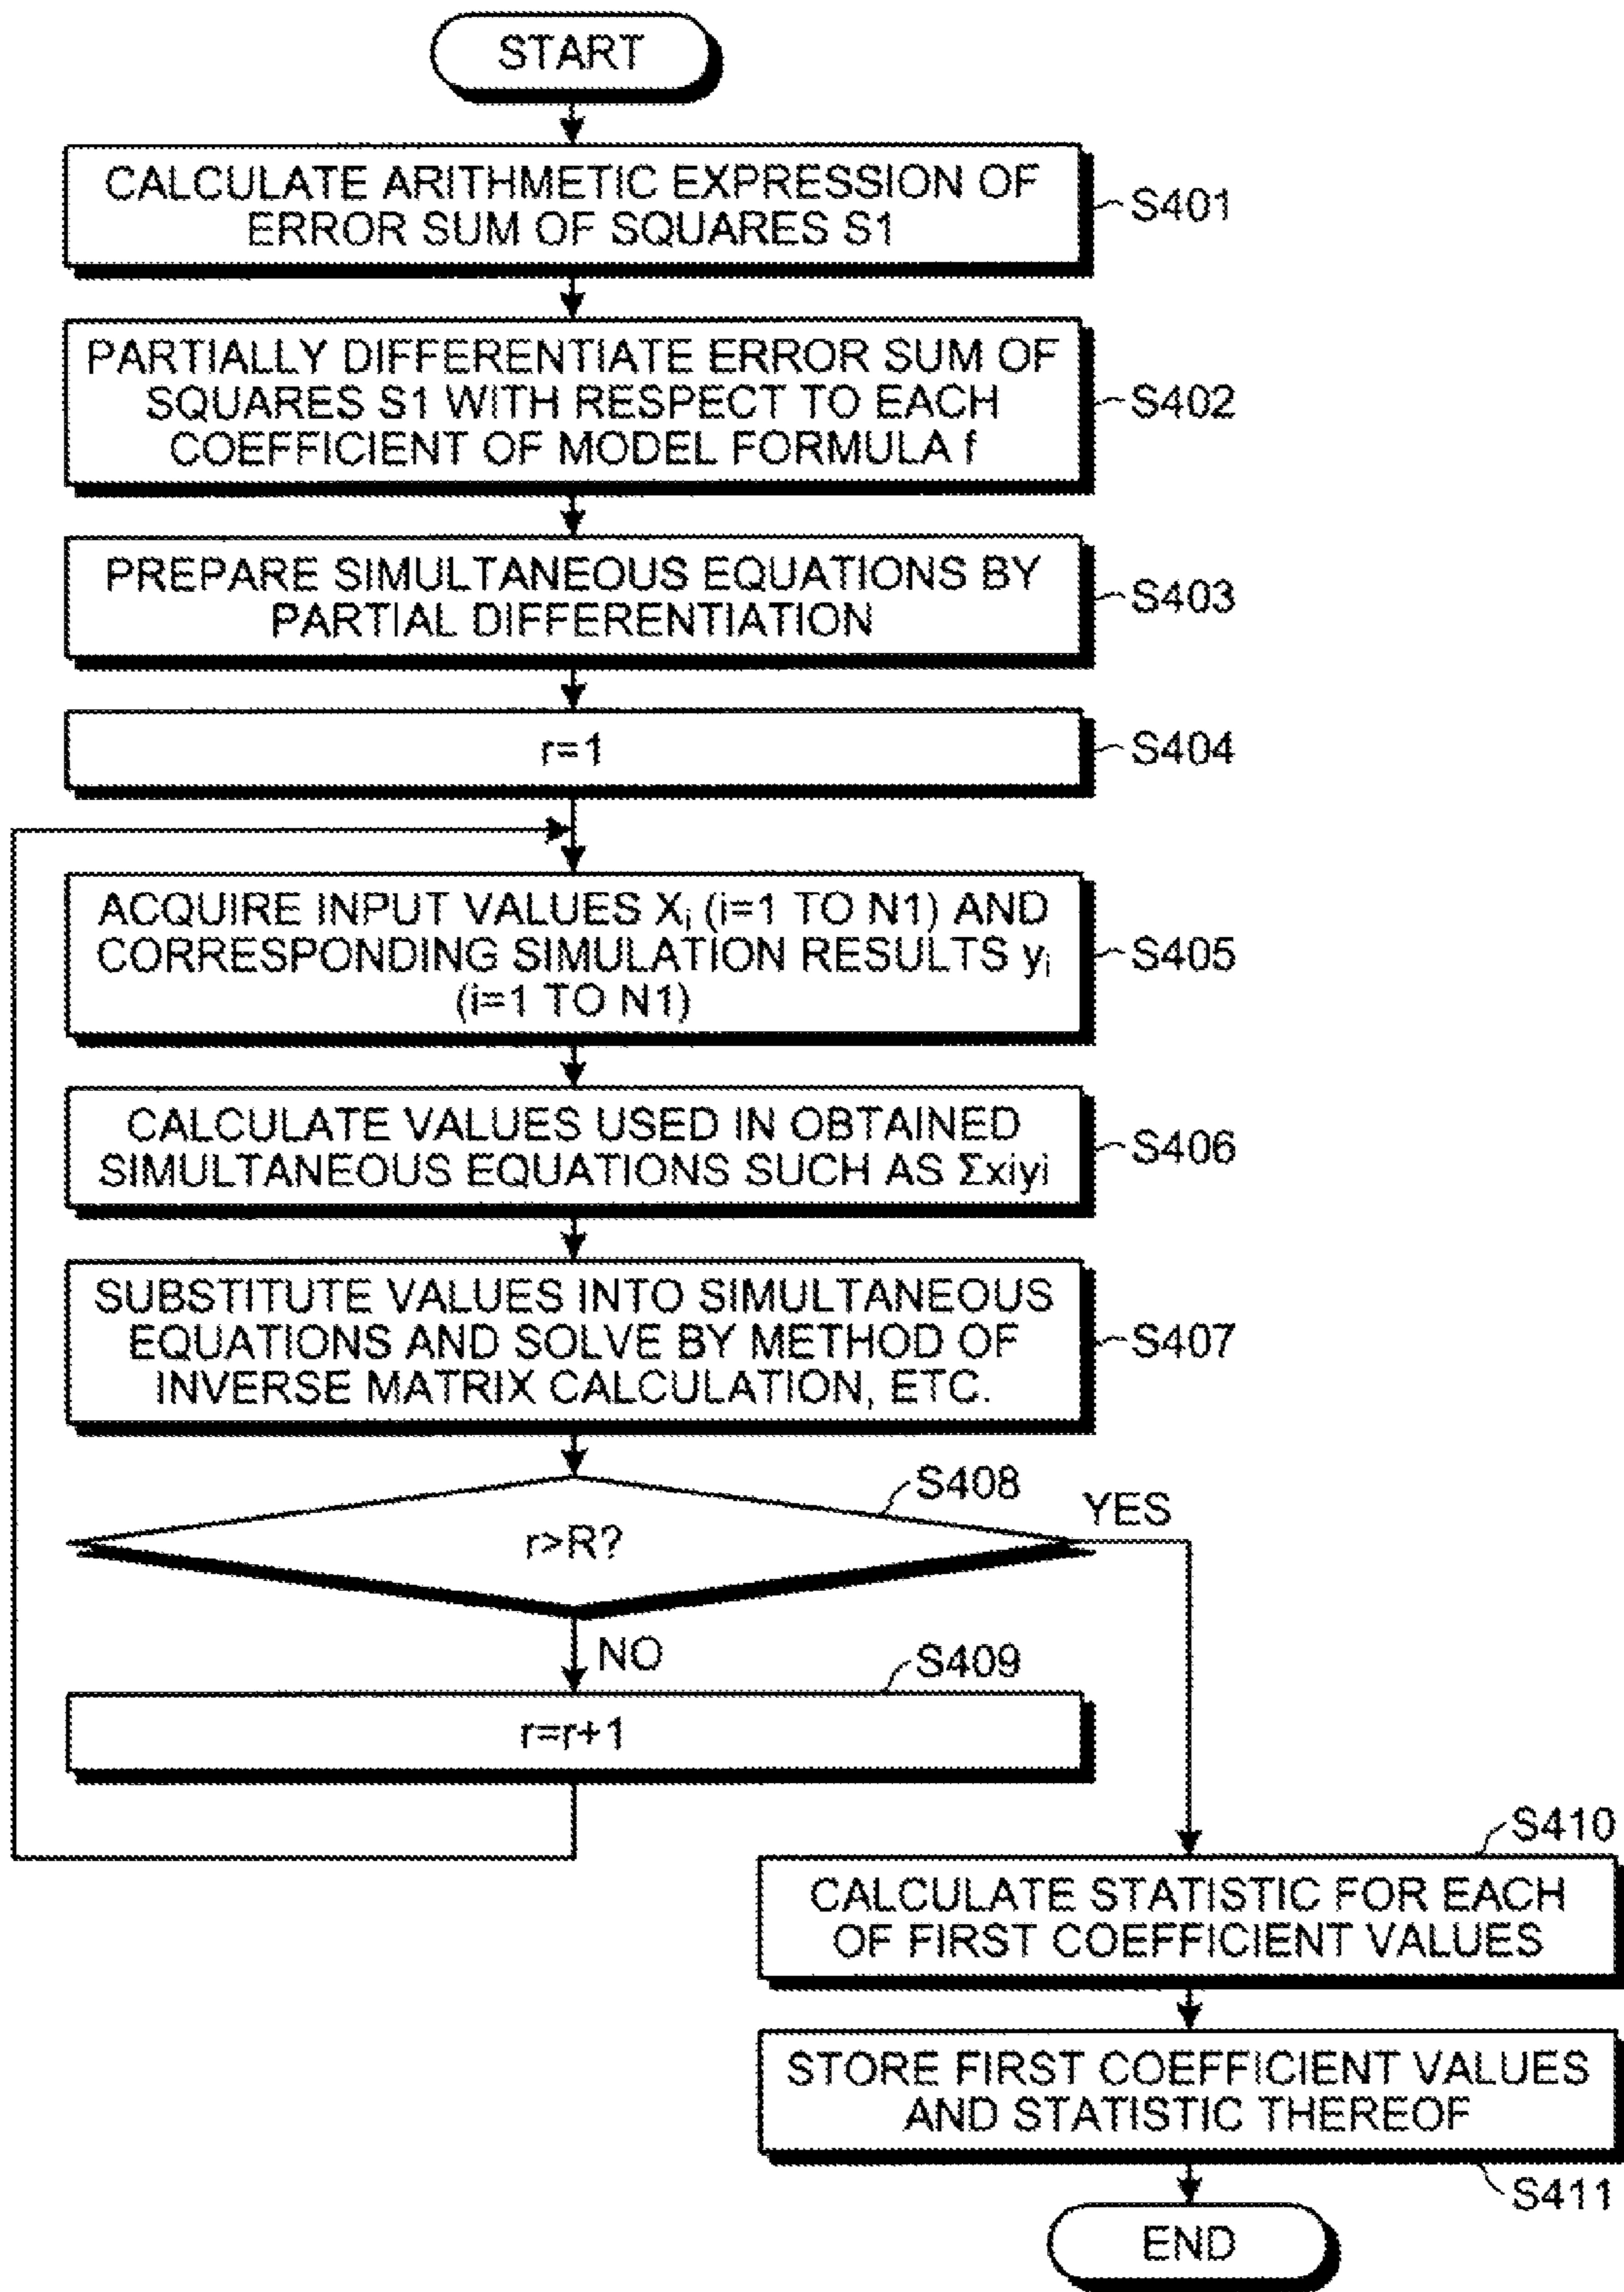 START
CALCULATE ARITHMETIC EXPRESSION OF
ERROR SUM OF SQUARES S1
S401
PARTIALLY DIFFERENTIATE ERROR SUM OF
SQUARES S1 WITH RESPECT TO EACH
COEFFICIENT OF MODEL FORMULA f
S402
PREPARE SIMULTANEOUS EQUATIONS BY
PARTIAL DIFFERENTIATION
S403
r=1
S404
ACQUIRE INPUT VALUES Xi (i=1 TO N1) AND
CORRESPONDING SIMULATION RESULTS yi
(i=1 TO N1)
S405
CALCULATE VALUES USED IN OBTAINED
SIMULTANEOUS EQUATIONS SUCH AS Σxiyi
S406
SUBSTITUTE VALUES INTO SIMULTANEOUS
EQUATIONS AND SOLVE BY METHOD OF
INVERSE MATRIX CALCULATION, ETC.
S407
S408
YES
r>R?
NO
S409
r=r+1
S410
CALCULATE STATISTIC FOR EACH
OF FIRST COEFFICIENT VALUES
STORE FIRST COEFFICIENT VALUES
AND STATISTIC THEREOF
S411
END